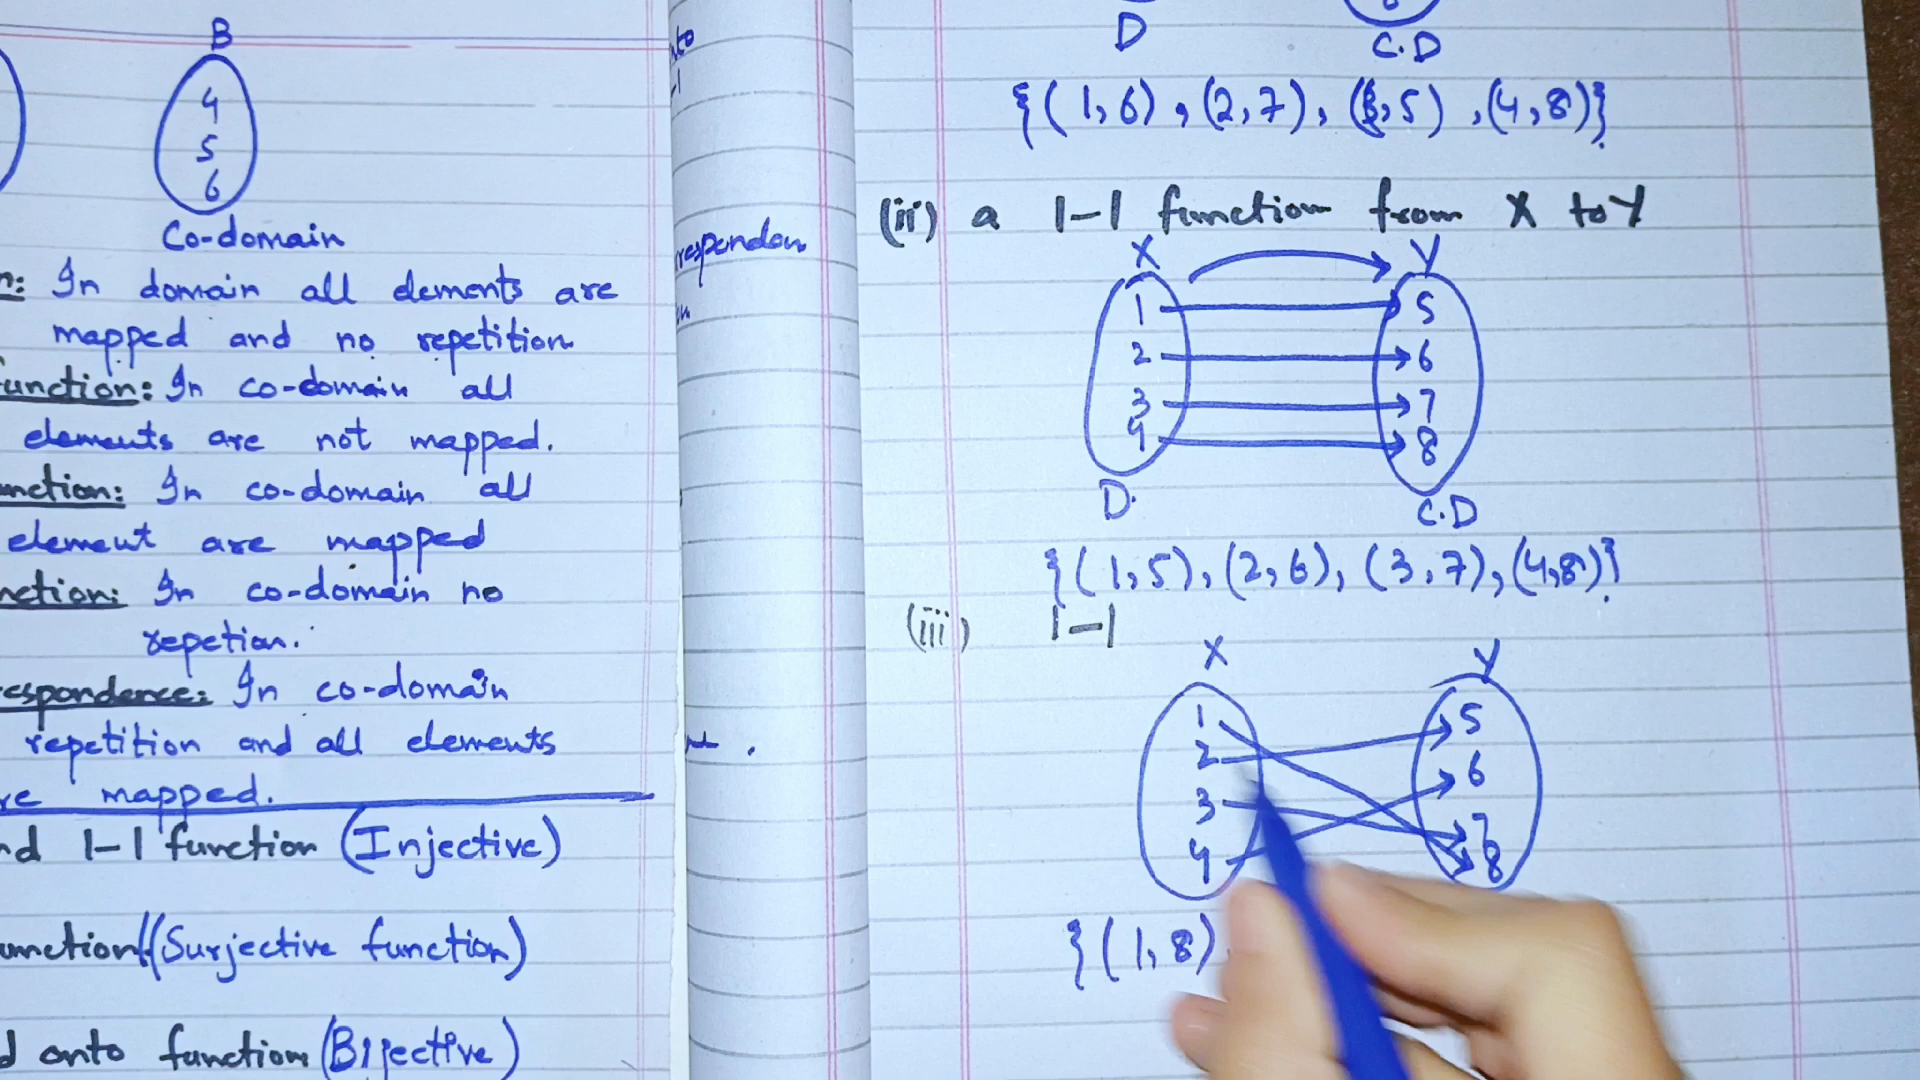 B
4
5
6
Co-domain
n: In domain all elements are
mapped and no repetition
unction: In co-domain all
elements are not mapped.
nction: In co-domain all
element are mapped
nction: In co-domain no
repetion.
espondence: In co-domain
repetition and all elements
re mapped.
nd 1-1 function (Injective)
unction (Surjective function)
d onto function (Bijective)
nto
-1
respondan
D
C.D
{(1,6), (2,7), (3,5), (4,8)}
(ii) a 1-1 function from X to Y
X Y
1 5
2 6
3 7
4 8
D. C.D
{(1,5), (2,6), (3,7), (4,8)}
(iii) 1-1
X Y
1 5
2 6
3 7
4 8
{(1,8)